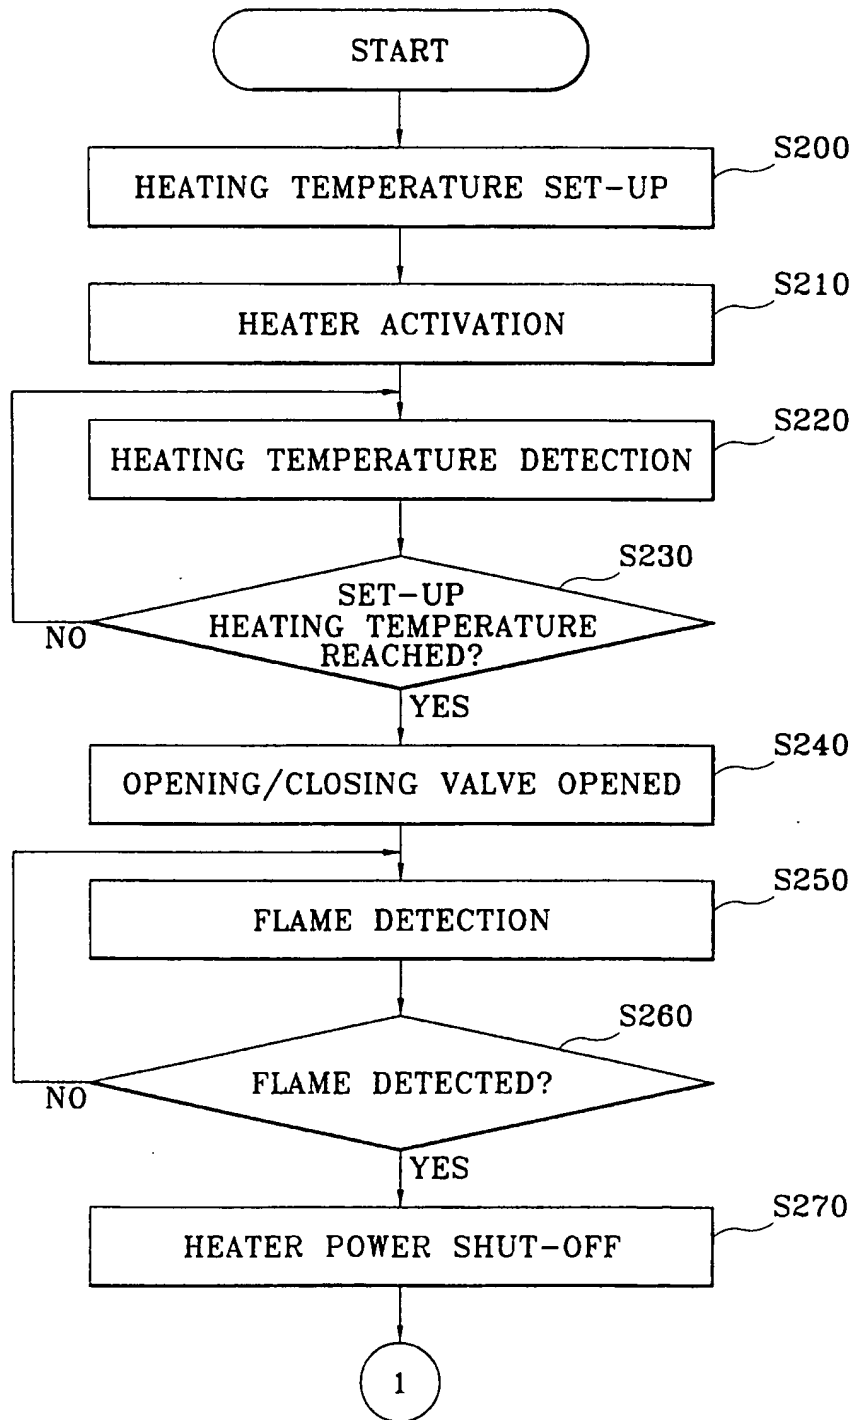 START
S200
HEATING TEMPERATURE SET-UP
S210
HEATER ACTIVATION
S220
HEATING TEMPERATURE DETECTION
S230
SET-UP
HEATING TEMPERATURE
REACHED?
NO
YES
S240
OPENING/CLOSING VALVE OPENED
S250
FLAME DETECTION
S260
FLAME DETECTED?
NO
YES
S270
HEATER POWER SHUT-OFF
1